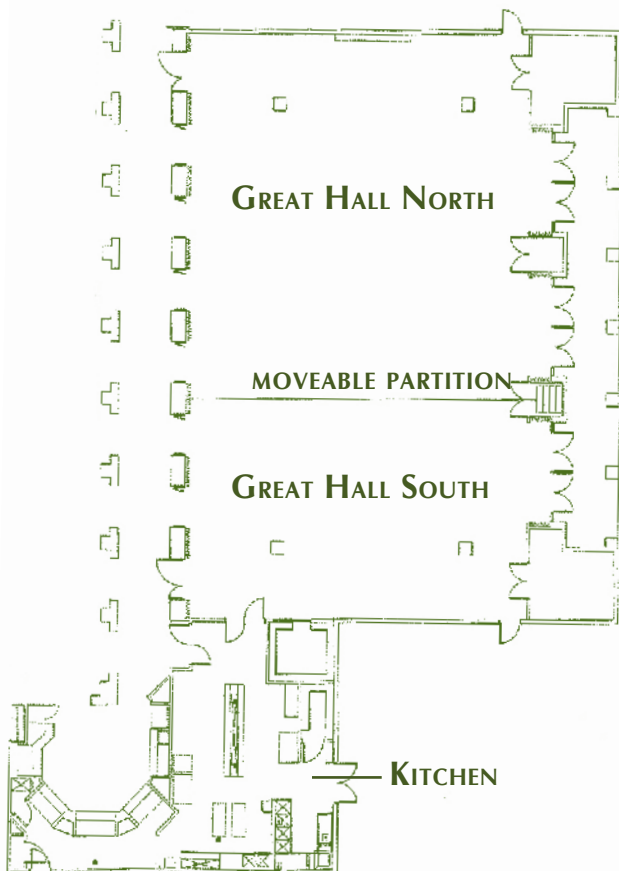 Great Hall North
moveable partition
Great Hall South
Kitchen